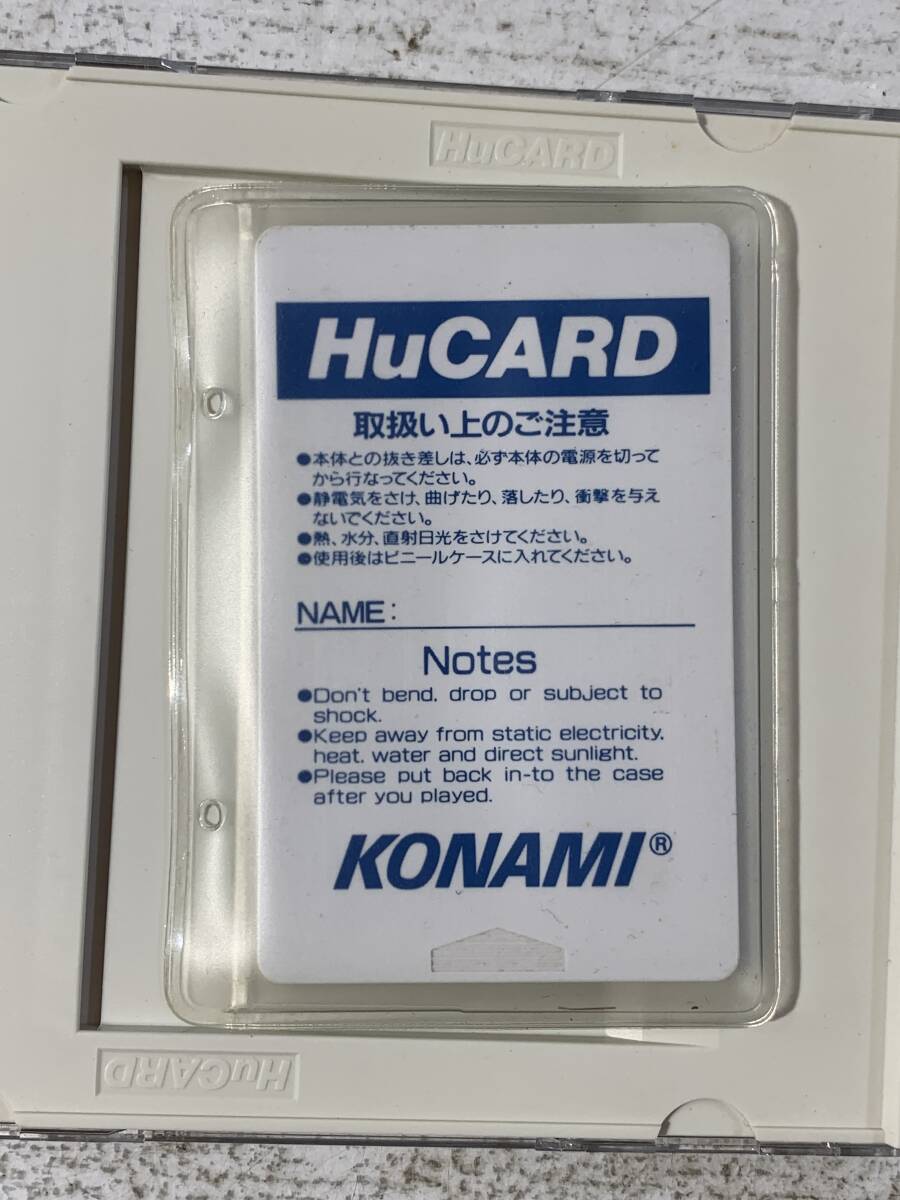 HuCARD
HuCARD
取扱い上のご注意
●本体との抜き差しは、必ず本体の電源を切って
から行なってください。
●静電気をさけ、曲げたり、落したり、衝撃を与え
ないでください。
●熱、水分、直射日光をさけてください。
●使用後はビニールケースに入れてください。
NAME:
Notes
●Don't bend, drop or subject to
shock.
●Keep away from static electricity,
heat, water and direct sunlight.
●Please put back in-to the case
after you played.
KONAMI®
HuCARD